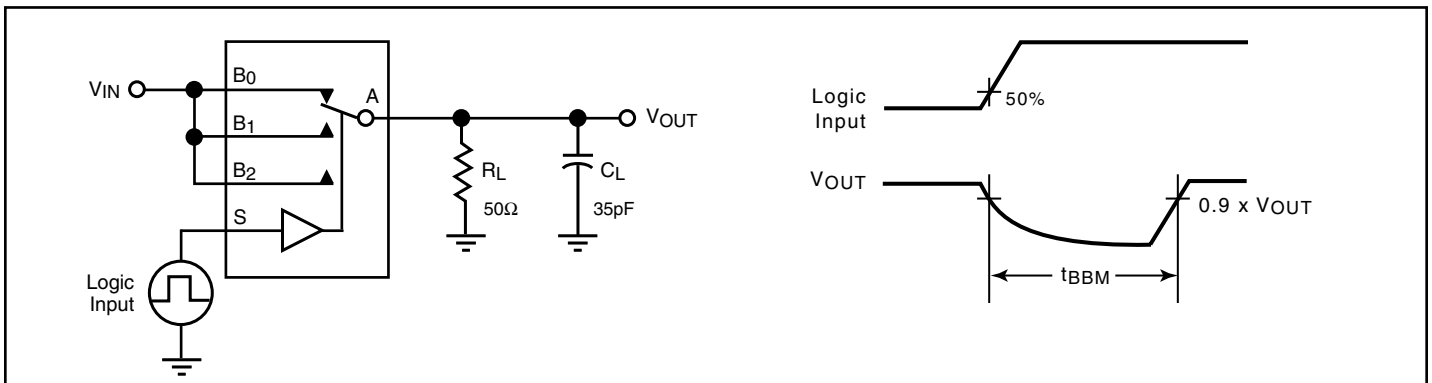 VIN
B0
A
B1
B2
S
VOUT
RL
50Ω
CL
35pF
Logic
Input
Logic
Input
50%
VOUT
0.9 x VOUT
tBBM